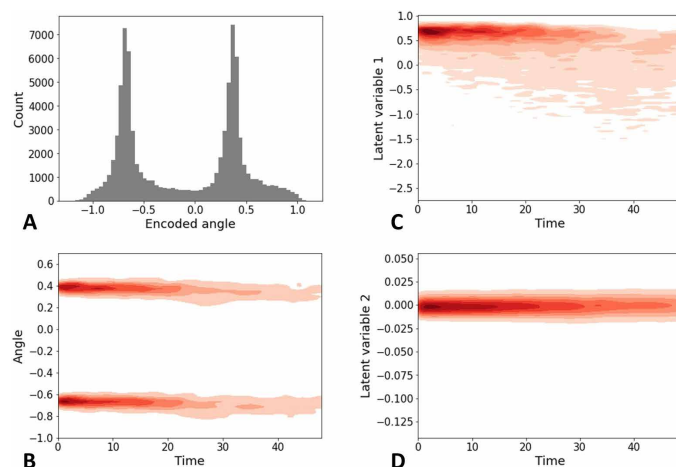 7000
6000
5000
4000
3000
2000
1000
0
Count
−1.0 −0.5 0.0 0.5 1.0
Encoded angle
A
1.0
0.5
0.0
−0.5
−1.0
−1.5
−2.0
−2.5
Latent variable 1
0 10 20 30 40
Time
C
0.6
0.4
0.2
0.0
−0.2
−0.4
−0.6
−0.8
−1.0
Angle
0 10 20 30 40
Time
B
0.050
0.025
0.000
−0.025
−0.050
−0.075
−0.100
−0.125
Latent variable 2
0 10 20 30 40
Time
D